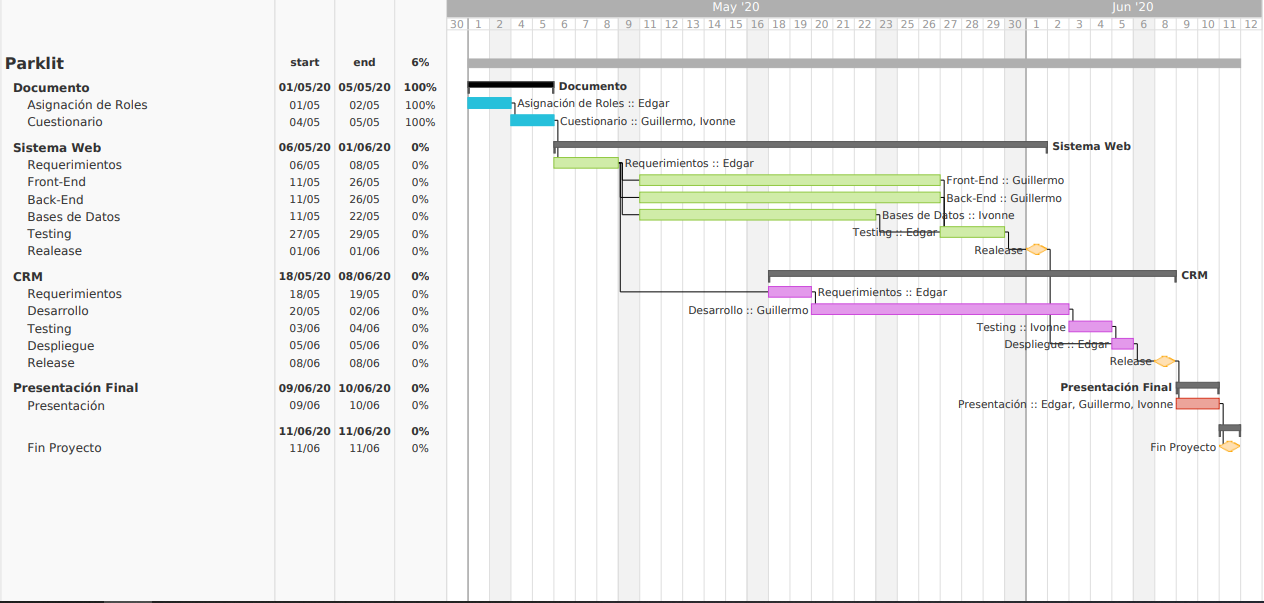 May '20 Jun '20
30 1 2 4 5 6 7 8 9 11 12 13 14 15 16 18 19 20 21 22 23 25 26 27 28 29 30 1 2 4 5 6 8 9 10 11 12
Parklit start end 6%
Documento 01/05/20 05/05/20 100% Documento
Asignación de Roles 01/05 02/05 100% Asignación de Roles :: Edgar
Cuestionario 04/05 05/05 100% Cuestionario :: Guillermo, Ivonne
Sistema Web 06/05/20 01/06/20 0% Sistema Web
Requerimientos 06/05 08/05 0% Requerimientos :: Edgar
Front-End 11/05 26/05 0% Front-End :: Guillermo
Back-End 11/05 26/05 0% Back-End :: Guillermo
Bases de Datos 11/05 22/05 0% Bases de Datos :: Ivonne
Testing 27/05 29/05 0% Testing :: Edgar
Realease 01/06 01/06 0% Realease
CRM 18/05/20 08/06/20 0% CRM
Requerimientos 18/05 19/05 0% Requerimientos :: Edgar
Desarrollo 20/05 02/06 0% Desarrollo :: Guillermo
Testing 03/06 04/06 0% Testing :: Ivonne
Despliegue 05/06 05/06 0% Despliegue :: Edgar
Release 08/06 08/06 0% Release
Presentación Final 09/06/20 10/06/20 0% Presentación Final
Presentación 09/06 10/06 0% Presentación :: Edgar, Guillermo, Ivonne
11/06/20 11/06/20 0%
Fin Proyecto 11/06 11/06 0% Fin Proyecto